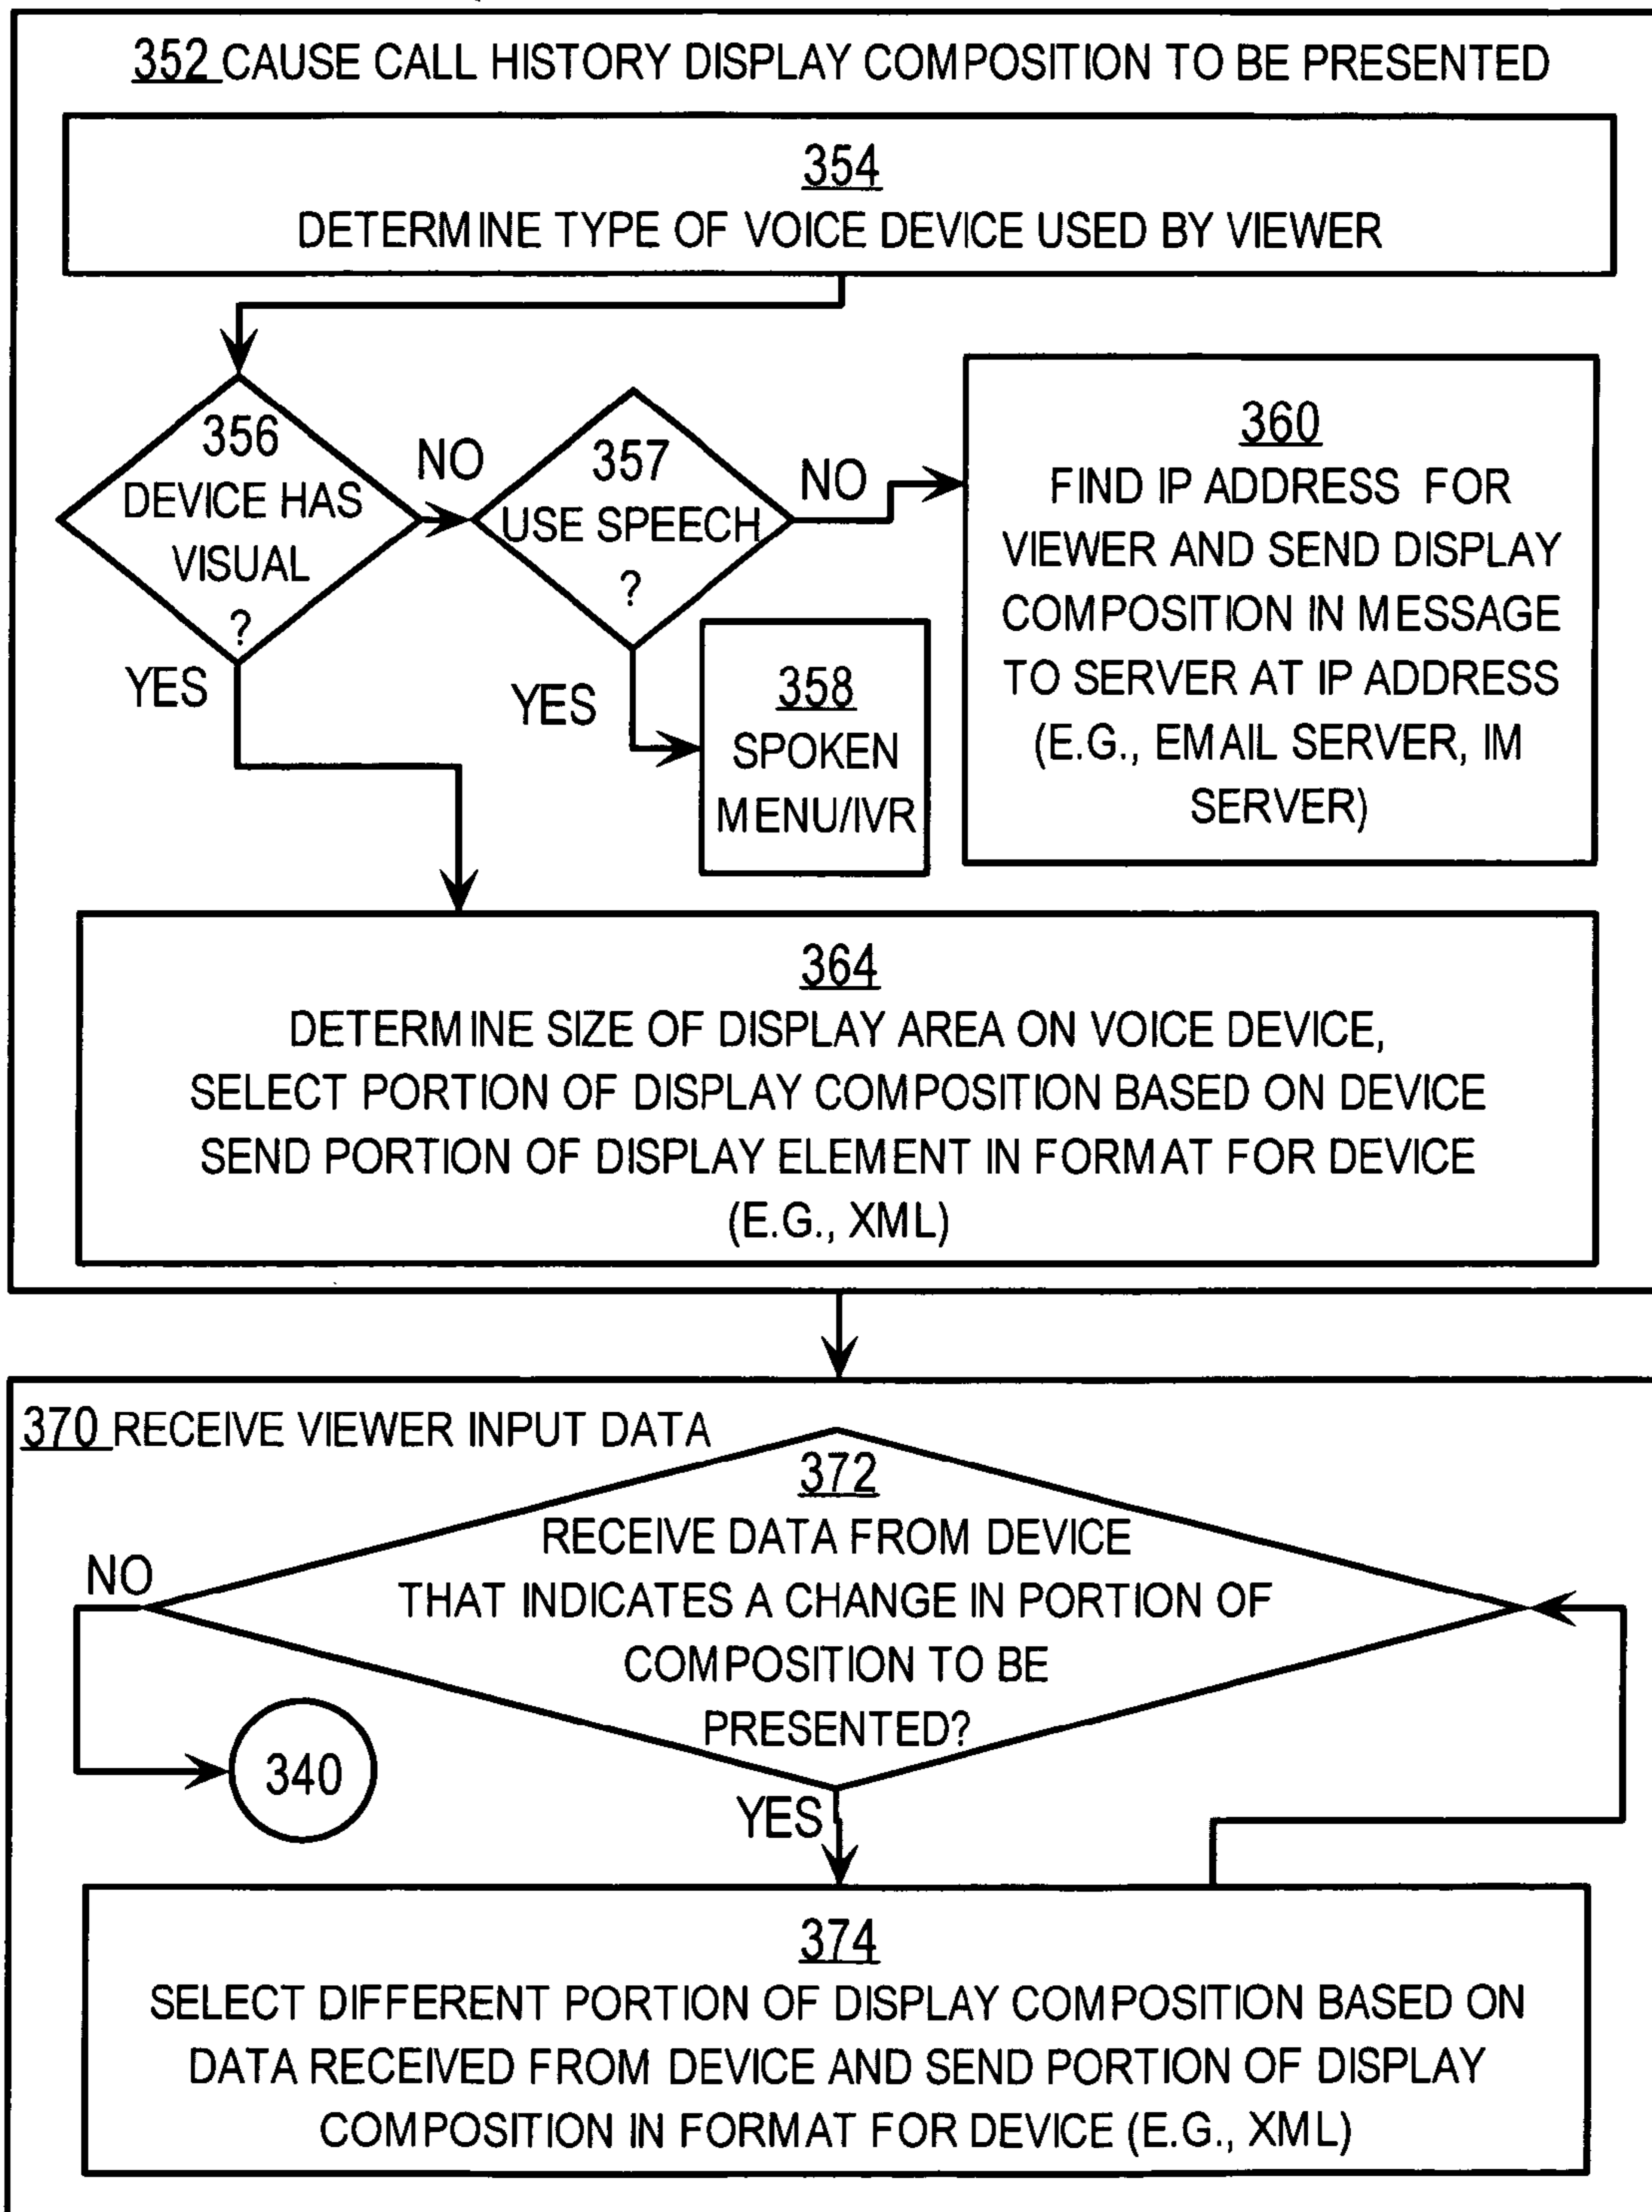 352 CAUSE CALL HISTORY DISPLAY COMPOSITION TO BE PRESENTED
354
DETERMINE TYPE OF VOICE DEVICE USED BY VIEWER
356
DEVICE HAS
VISUAL
?
NO
357
USE SPEECH
?
NO
360
FIND IP ADDRESS FOR
VIEWER AND SEND DISPLAY
COMPOSITION IN MESSAGE
TO SERVER AT IP ADDRESS
(E.G., EMAIL SERVER, IM
SERVER)
YES
YES
358
SPOKEN
MENU/IVR
364
DETERMINE SIZE OF DISPLAY AREA ON VOICE DEVICE,
SELECT PORTION OF DISPLAY COMPOSITION BASED ON DEVICE
SEND PORTION OF DISPLAY ELEMENT IN FORMAT FOR DEVICE
(E.G., XML)
370 RECEIVE VIEWER INPUT DATA
372
RECEIVE DATA FROM DEVICE
THAT INDICATES A CHANGE IN PORTION OF
COMPOSITION TO BE
PRESENTED?
NO
340
YES
374
SELECT DIFFERENT PORTION OF DISPLAY COMPOSITION BASED ON
DATA RECEIVED FROM DEVICE AND SEND PORTION OF DISPLAY
COMPOSITION IN FORMAT FOR DEVICE (E.G., XML)